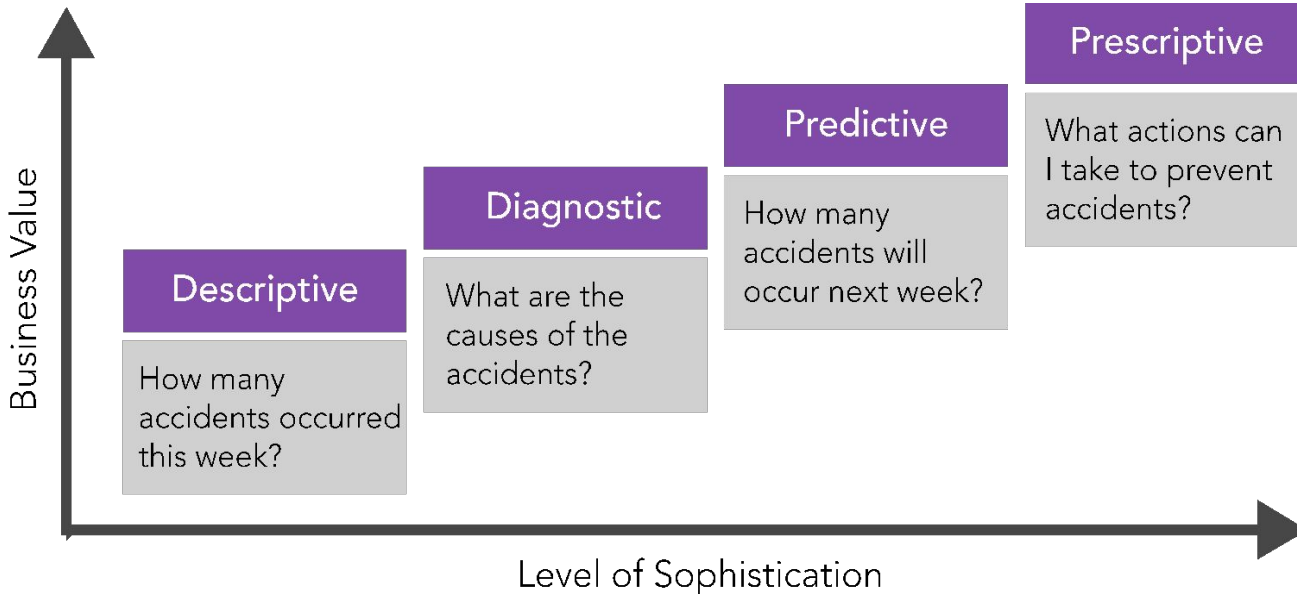 Business Value
Descriptive
How many
accidents occurred
this week?
Diagnostic
What are the
causes of the
accidents?
Predictive
How many
accidents will
occur next week?
Prescriptive
What actions can
I take to prevent
accidents?
Level of Sophistication